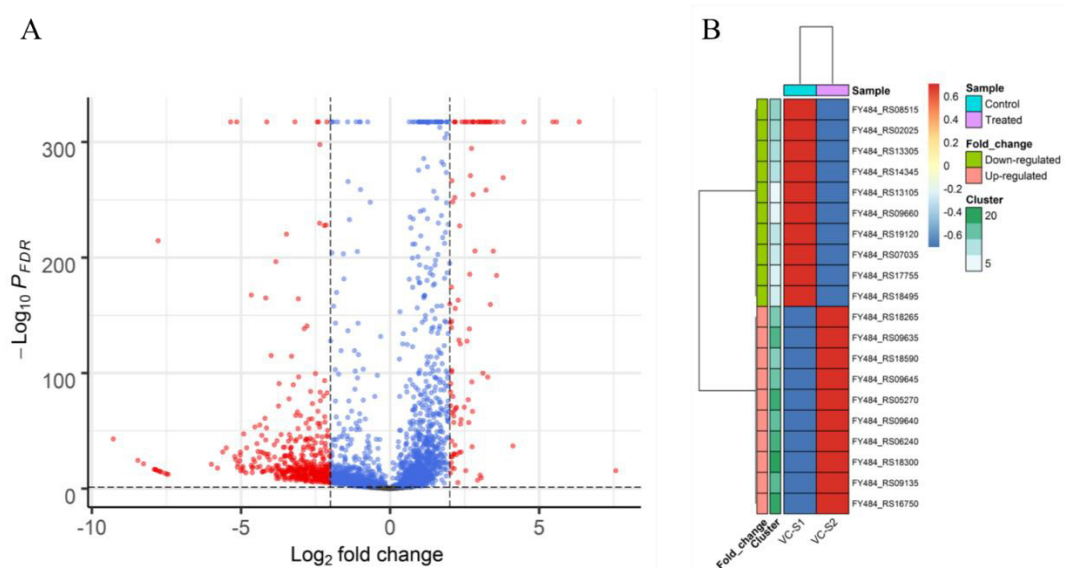 A
B
− Log10 PFDR
300
200
100
0
-10
-5
0
5
Log2 fold change
Sample
FY484_RS08515
FY484_RS02025
FY484_RS13305
FY484_RS14345
FY484_RS13105
FY484_RS09660
FY484_RS19120
FY484_RS07035
FY484_RS17755
FY484_RS18495
FY484_RS18265
FY484_RS09635
FY484_RS18590
FY484_RS09645
FY484_RS05270
FY484_RS09640
FY484_RS06240
FY484_RS18300
FY484_RS09135
FY484_RS16750
Fold_change
Cluster
VC-S1
VC-S2
0.6
0.4
0.2
0
-0.2
-0.4
-0.6
Sample
Control
Treated
Fold_change
Down-regulated
Up-regulated
Cluster
20
5